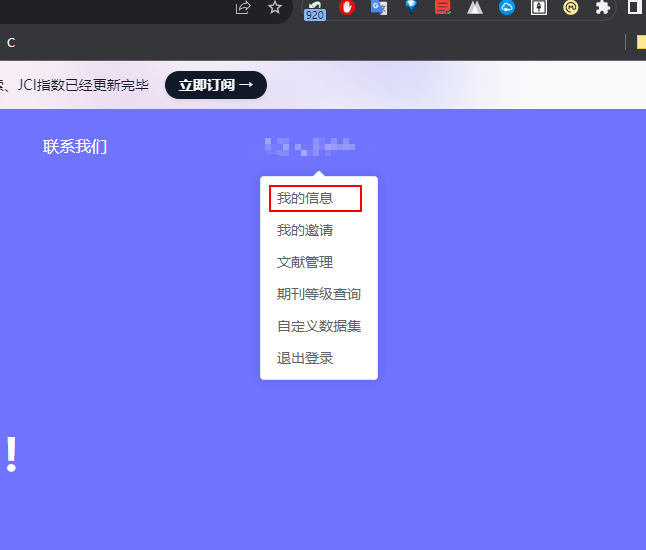 920
C
、JCI指数已经更新完毕
立即订阅 →
联系我们
我的信息
我的邀请
文献管理
期刊等级查询
自定义数据集
退出登录
！